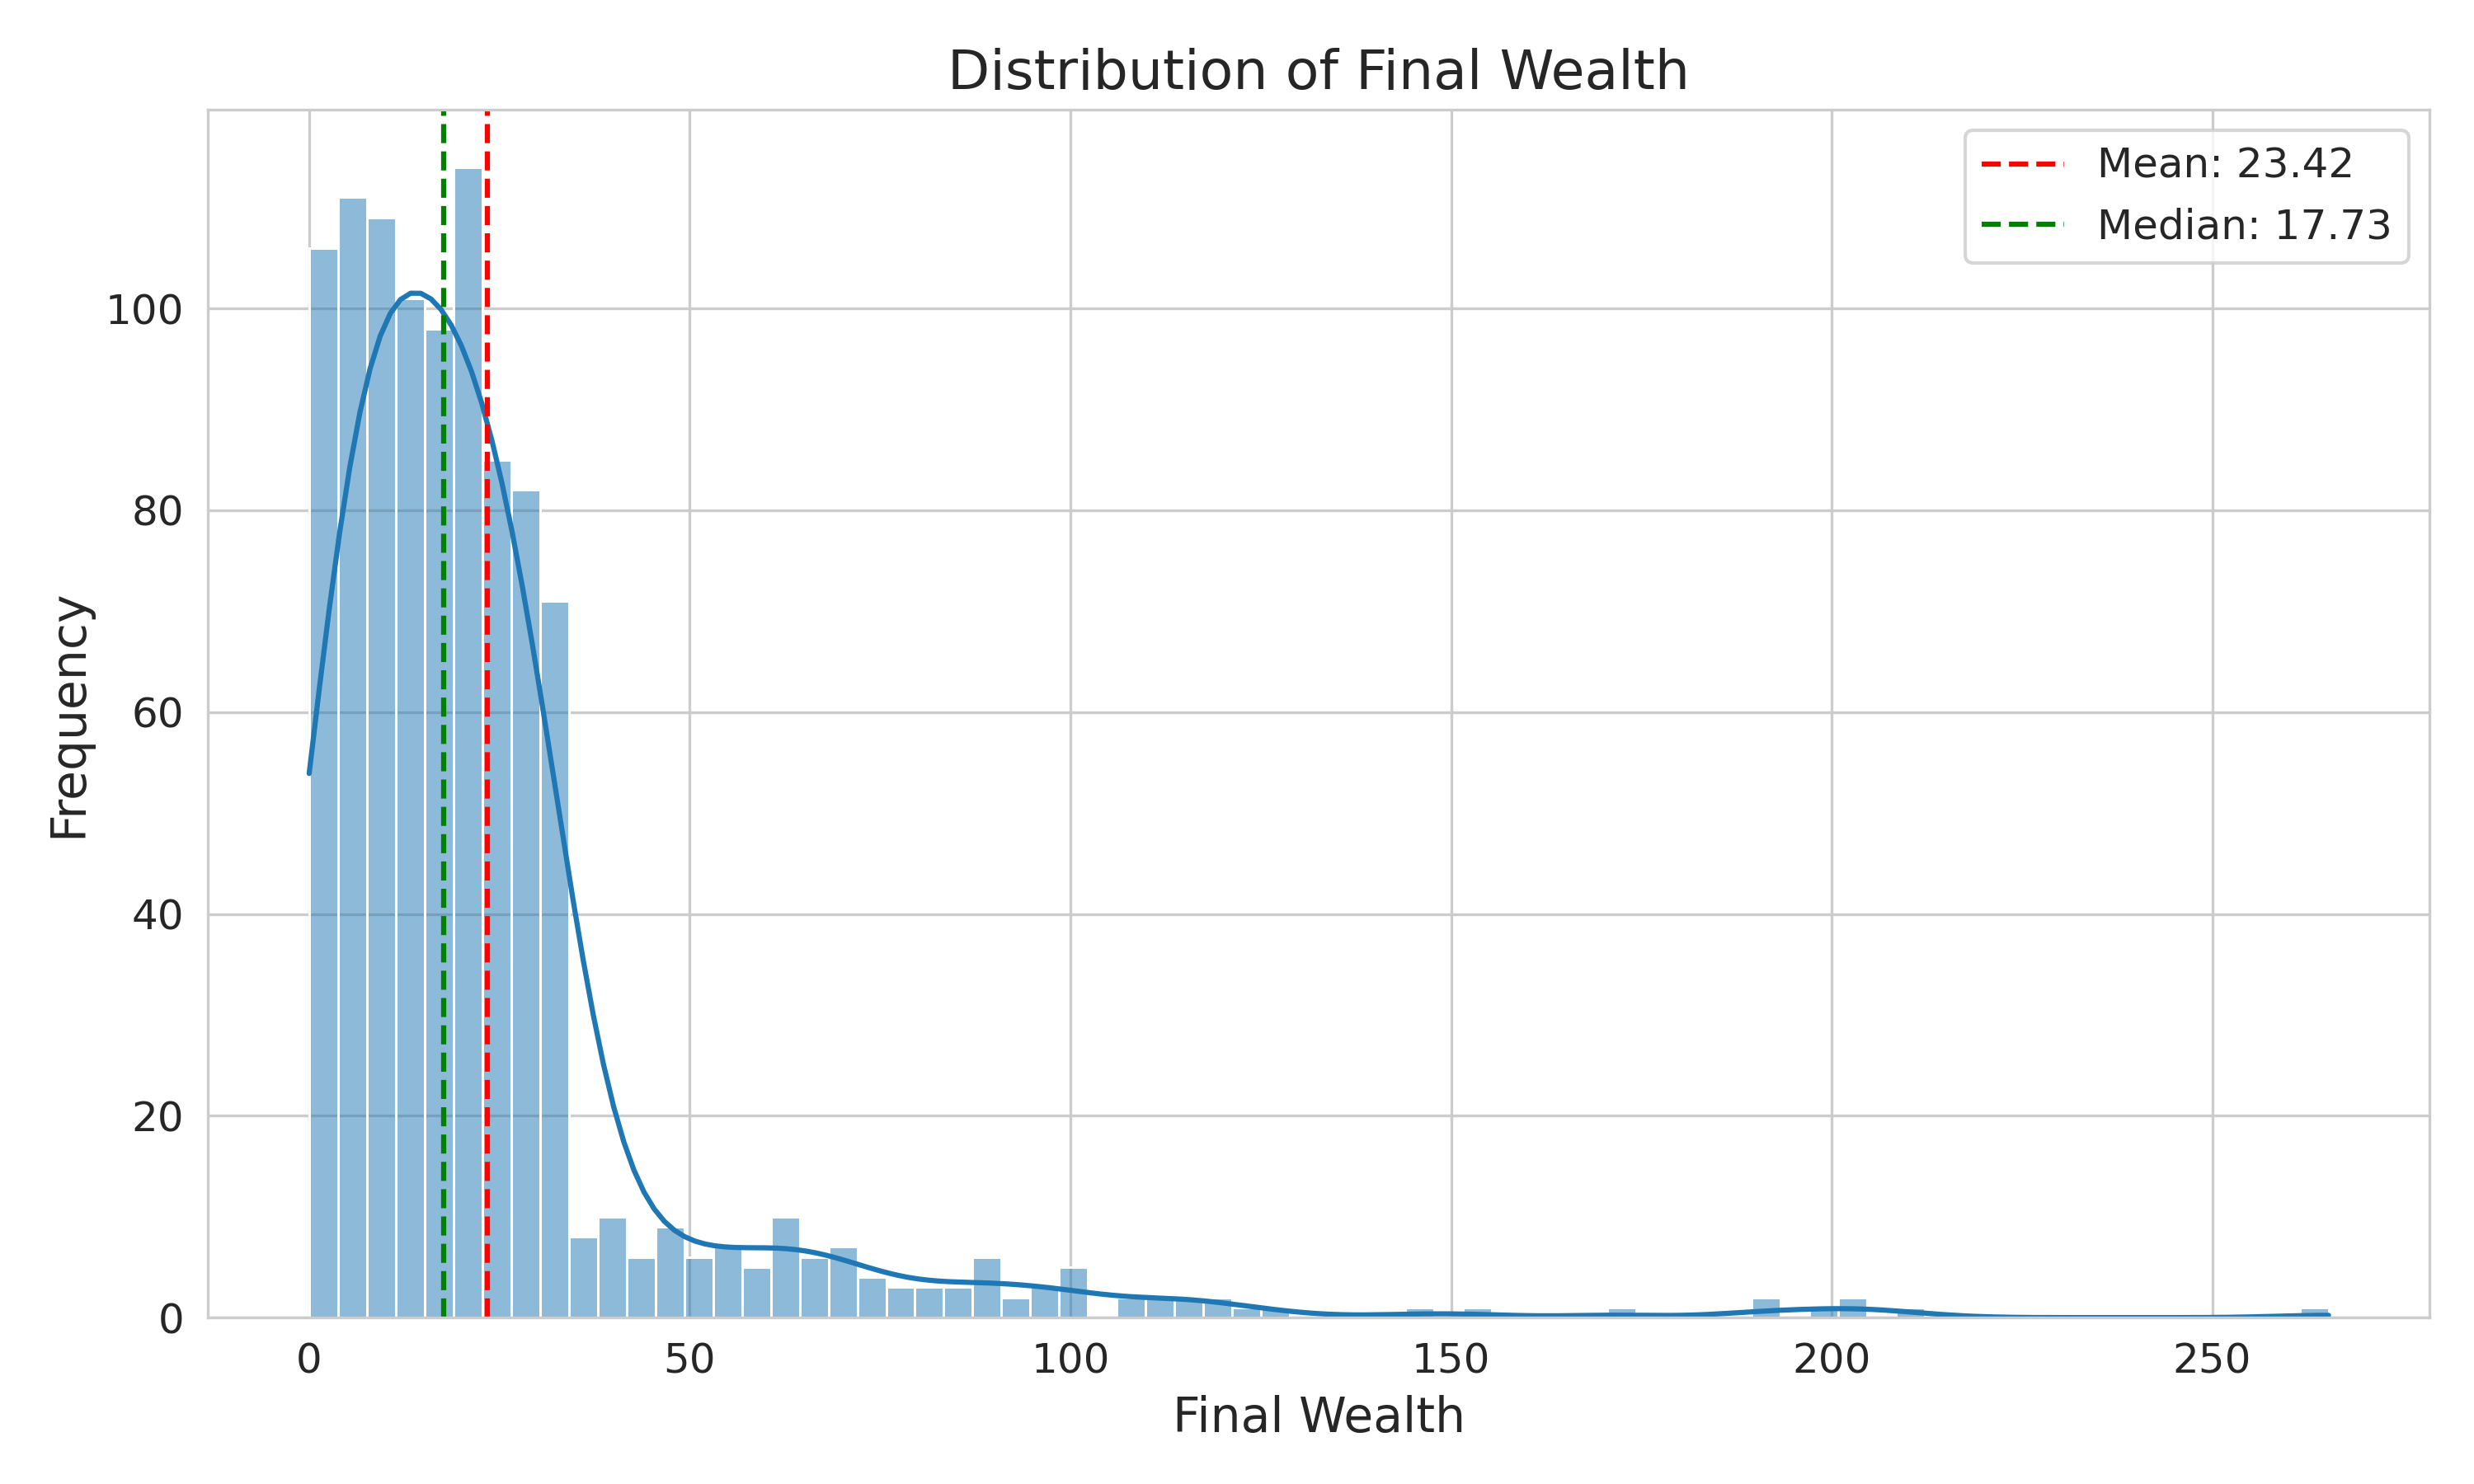 Distribution of Final Wealth
Mean: 23.42
Median: 17.73
Frequency
100
80
60
40
20
0
0 50 100 150 200 250
Final Wealth